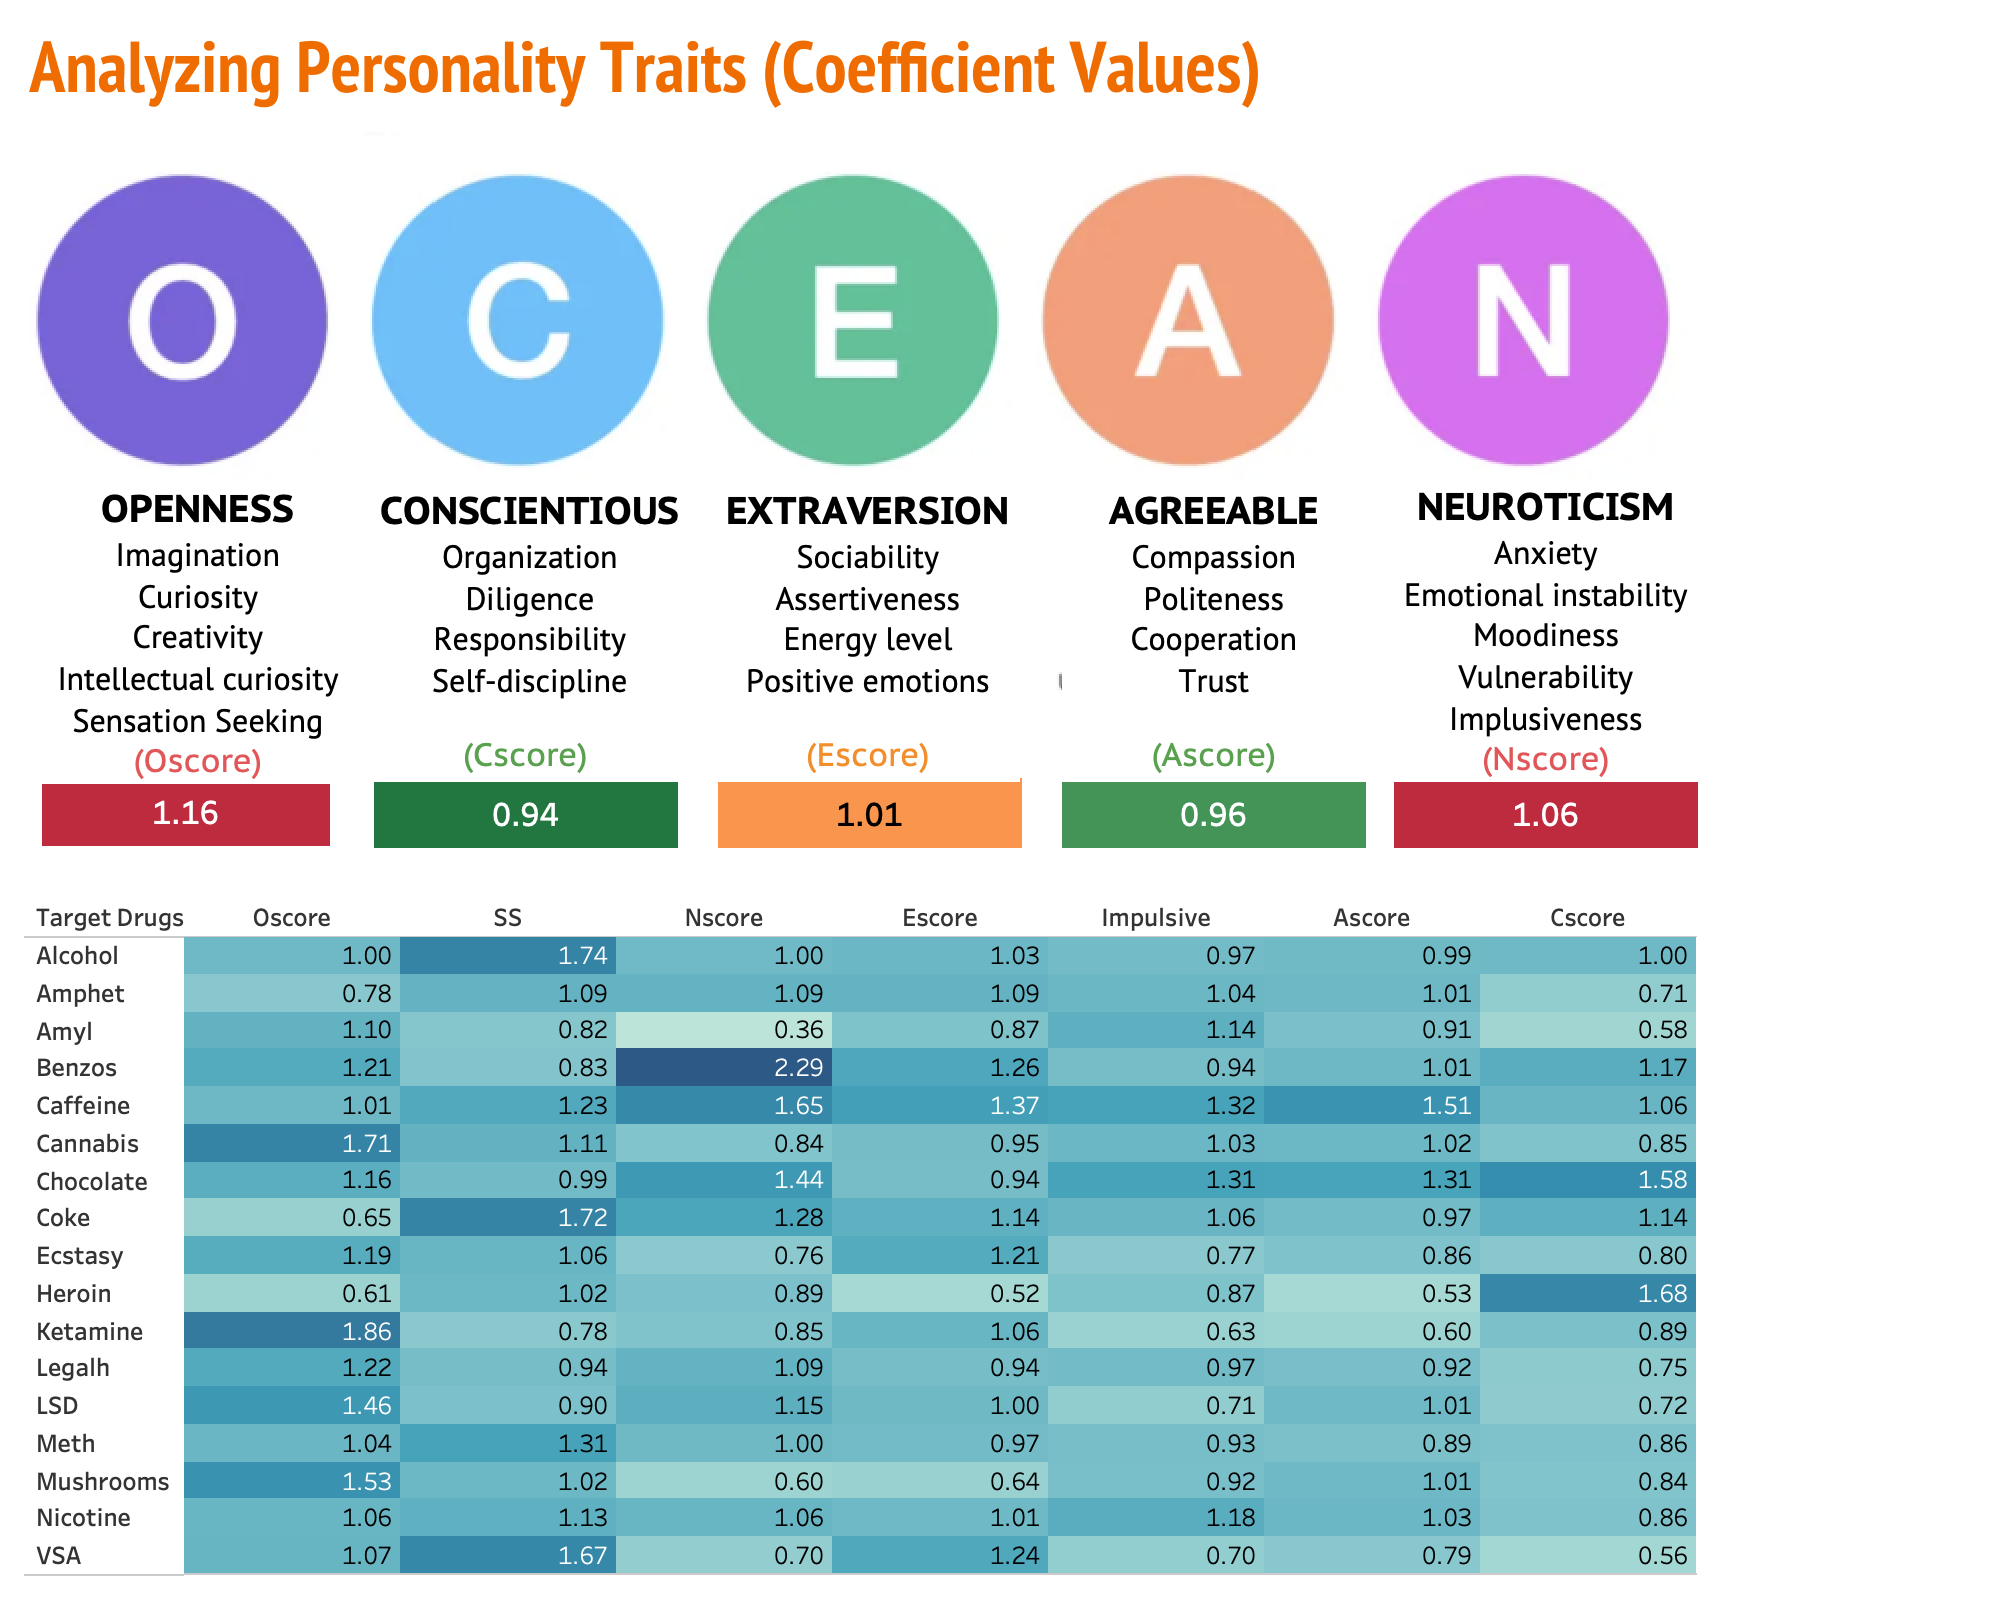 Analyzing Personality Traits (Coefficient Values)
O C E A N
OPENNESS
Imagination
Curiosity
Creativity
Intellectual curiosity
Sensation Seeking
(Oscore)
1.16
CONSCIENTIOUS
Organization
Diligence
Responsibility
Self-discipline
(Cscore)
0.94
EXTRAVERSION
Sociability
Assertiveness
Energy level
Positive emotions
(Escore)
1.01
AGREEABLE
Compassion
Politeness
Cooperation
Trust
(Ascore)
0.96
NEUROTICISM
Anxiety
Emotional instability
Moodiness
Vulnerability
Implusiveness
(Nscore)
1.06
Target Drugs Oscore SS Nscore Escore Impulsive Ascore Cscore
Alcohol 1.00 1.74 1.00 1.03 0.97 0.99 1.00
Amphet 0.78 1.09 1.09 1.09 1.04 1.01 0.71
Amyl 1.10 0.82 0.36 0.87 1.14 0.91 0.58
Benzos 1.21 0.83 2.29 1.26 0.94 1.01 1.17
Caffeine 1.01 1.23 1.65 1.37 1.32 1.51 1.06
Cannabis 1.71 1.11 0.84 0.95 1.03 1.02 0.85
Chocolate 1.16 0.99 1.44 0.94 1.31 1.31 1.58
Coke 0.65 1.72 1.28 1.14 1.06 0.97 1.14
Ecstasy 1.19 1.06 0.76 1.21 0.77 0.86 0.80
Heroin 0.61 1.02 0.89 0.52 0.87 0.53 1.68
Ketamine 1.86 0.78 0.85 1.06 0.63 0.60 0.89
Legalh 1.22 0.94 1.09 0.94 0.97 0.92 0.75
LSD 1.46 0.90 1.15 1.00 0.71 1.01 0.72
Meth 1.04 1.31 1.00 0.97 0.93 0.89 0.86
Mushrooms 1.53 1.02 0.60 0.64 0.92 1.01 0.84
Nicotine 1.06 1.13 1.06 1.01 1.18 1.03 0.86
VSA 1.07 1.67 0.70 1.24 0.70 0.79 0.56